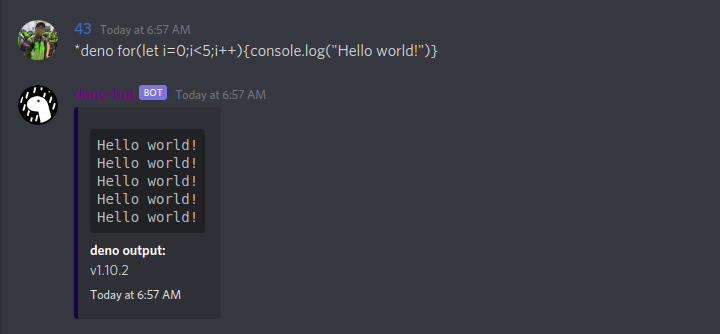 43 Today at 6:57 AM
*deno for(let i=0;i<5;i++){console.log("Hello world!")}
deno-bot BOT Today at 6:57 AM
Hello world!
Hello world!
Hello world!
Hello world!
Hello world!
deno output:
v1.10.2
Today at 6:57 AM